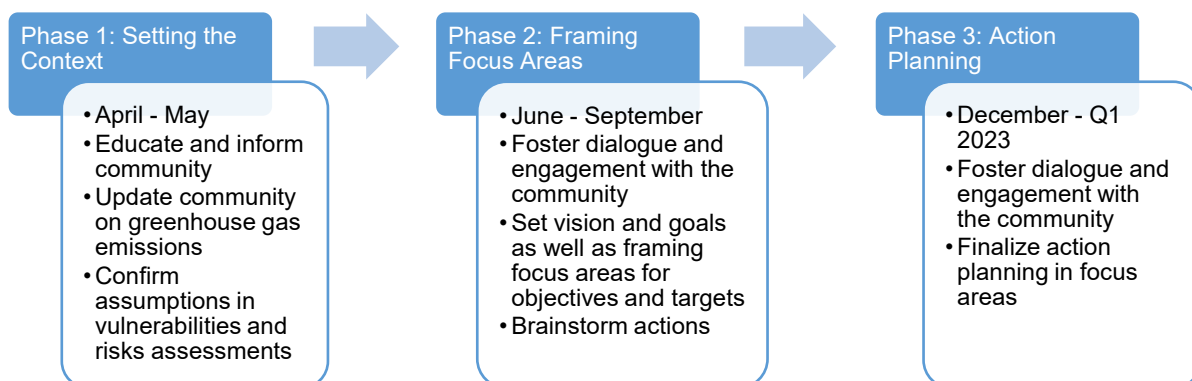 Phase 1: Setting the
Context
• April - May
• Educate and inform
community
• Update community
on greenhouse gas
emissions
• Confirm
assumptions in
vulnerabilities and
risks assessments
Phase 2: Framing
Focus Areas
• June - September
• Foster dialogue and
engagement with the
community
• Set vision and goals
as well as framing
focus areas for
objectives and targets
• Brainstorm actions
Phase 3: Action
Planning
• December - Q1
2023
• Foster dialogue and
engagement with
the community
• Finalize action
planning in focus
areas